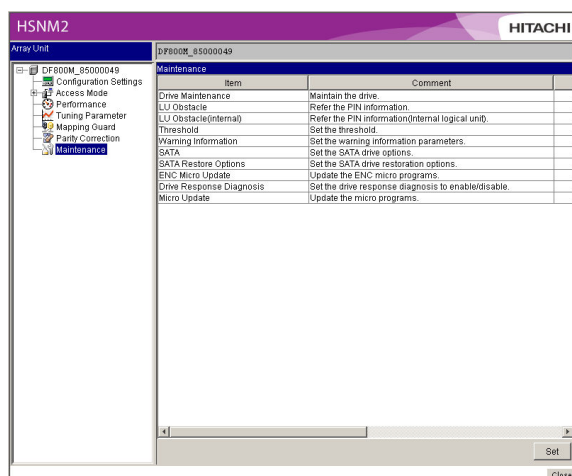 HSNM2
HITACHI
Array Unit
DF800M_85000049
DF800M_85000049
Configuration Settings
Access Mode
Performance
Tuning Parameter
Mapping Guard
Parity Correction
Maintenance
Maintenance
Item Comment
Drive Maintenance Maintain the drive.
LU Obstacle Refer the PIN information.
LU Obstacle(internal) Refer the PIN information(Internal logical unit).
Threshold Set the threshold.
Warning Information Set the warning information parameters.
SATA Set the SATA drive options.
SATA Restore Options Set the SATA drive restoration options.
ENC Micro Update Update the ENC micro programs.
Drive Response Diagnosis Set the drive response diagnosis to enable/disable.
Micro Update Update the micro programs.
Set
Close